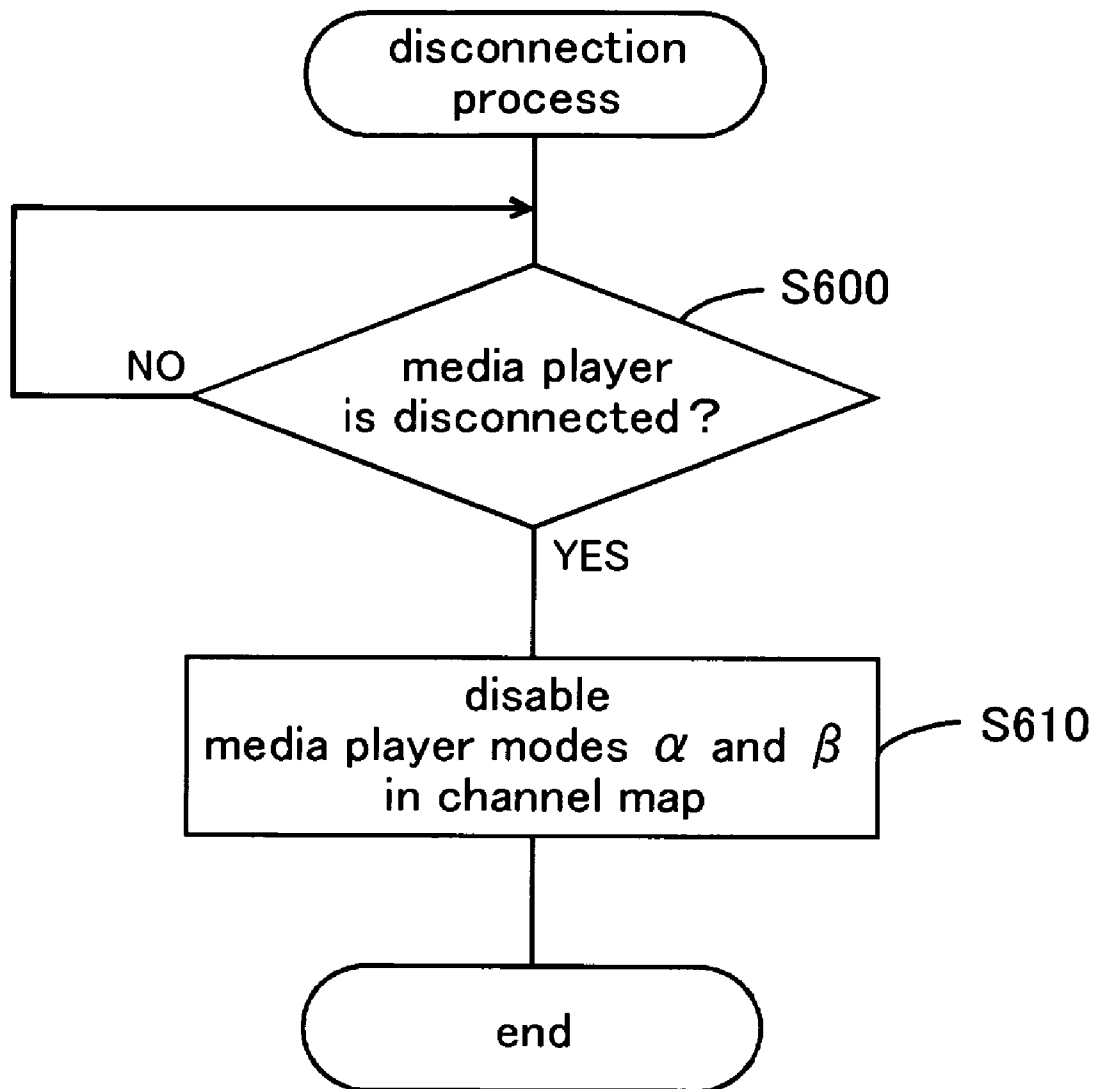 disconnection
process
S600
NO
media player
is disconnected?
YES
disable
media player modes α and β
in channel map
S610
end